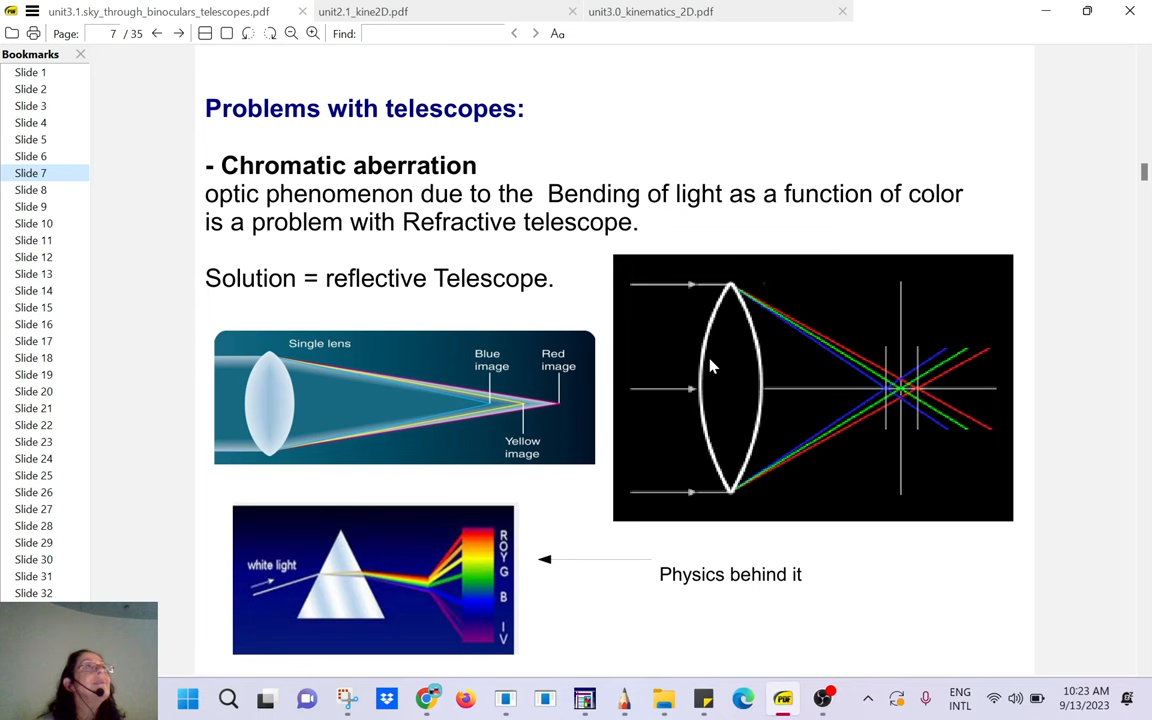 unit3.1.sky_through_binoculars_telescopes.pdf
unit2.1_kine2D.pdf
unit3.0_kinematics_2D.pdf
Page: 7 / 35
Find:
Aa
Bookmarks
Slide 1
Slide 2
Slide 3
Slide 4
Slide 5
Slide 6
Slide 7
Slide 8
Slide 9
Slide 10
Slide 11
Slide 12
Slide 13
Slide 14
Slide 15
Slide 16
Slide 17
Slide 18
Slide 19
Slide 20
Slide 21
Slide 22
Slide 23
Slide 24
Slide 25
Slide 26
Slide 27
Slide 28
Slide 29
Slide 30
Slide 31
Slide 32
Problems with telescopes:
- Chromatic aberration
optic phenomenon due to the Bending of light as a function of color
is a problem with Refractive telescope.
Solution = reflective Telescope.
Single lens
Blue
image
Red
image
Yellow
image
white light
R
O
Y
G
B
I
V
Physics behind it
ENG
INTL
10:23 AM
9/13/2023